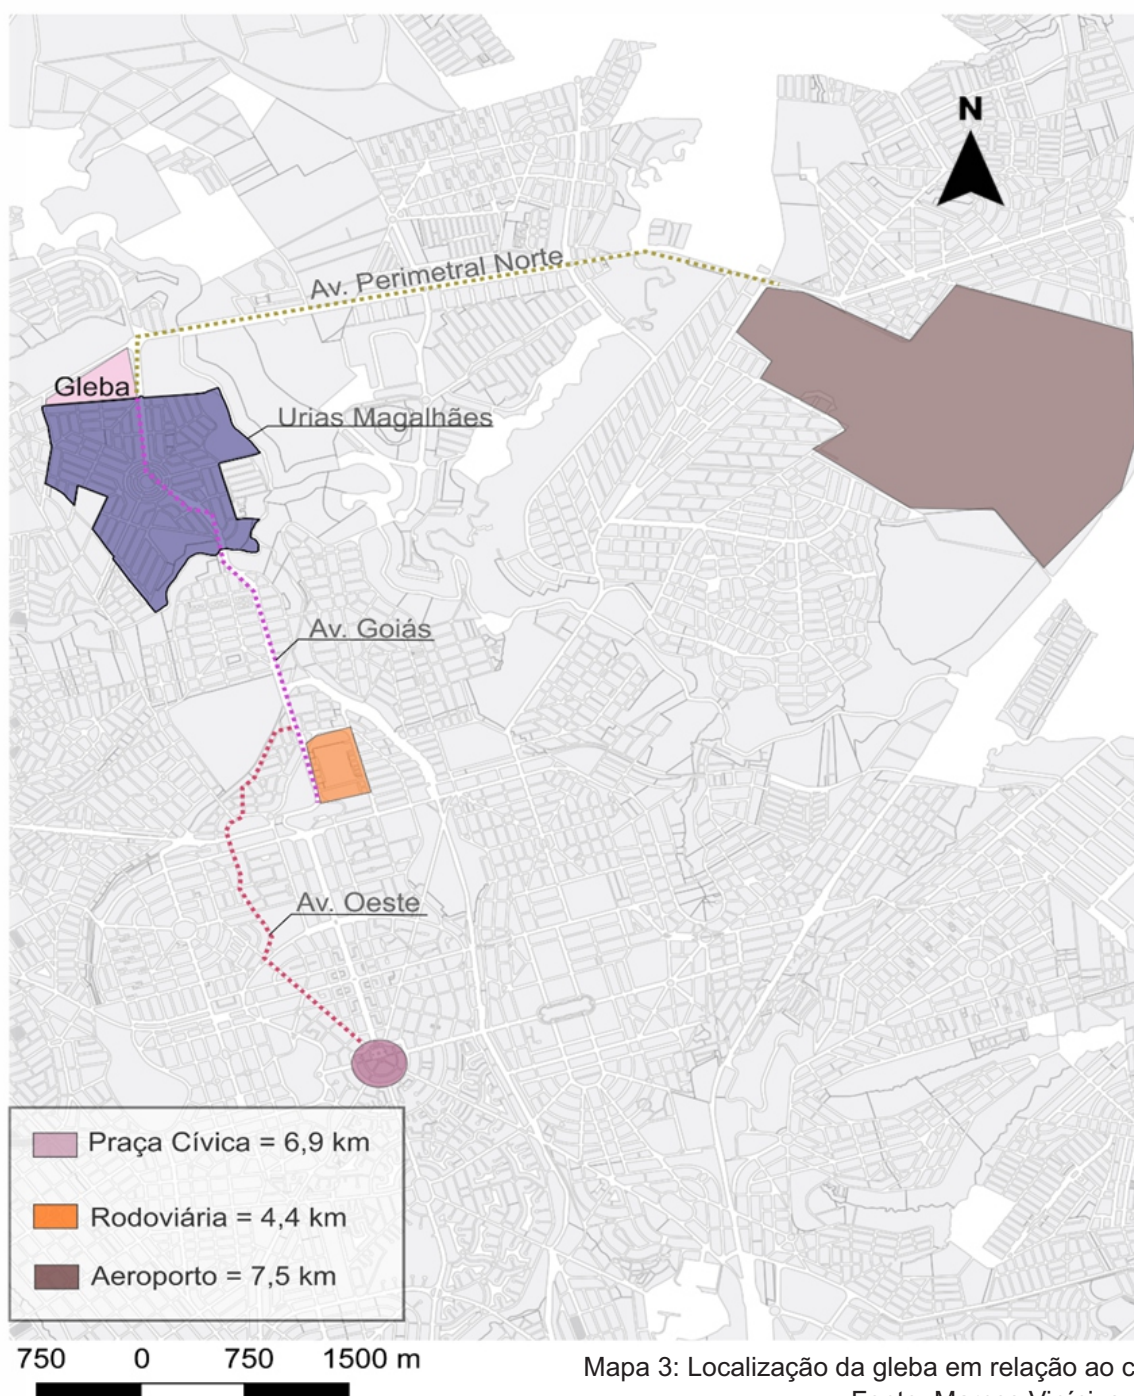 N
Av. Perimetral Norte
Gleba
Urias Magalhães
Av. Goiás
Av. Oeste
Praça Cívica = 6,9 km
Rodoviária = 4,4 km
Aeroporto = 7,5 km
750 0 750 1500 m
Mapa 3: Localização da gleba em relação ao c